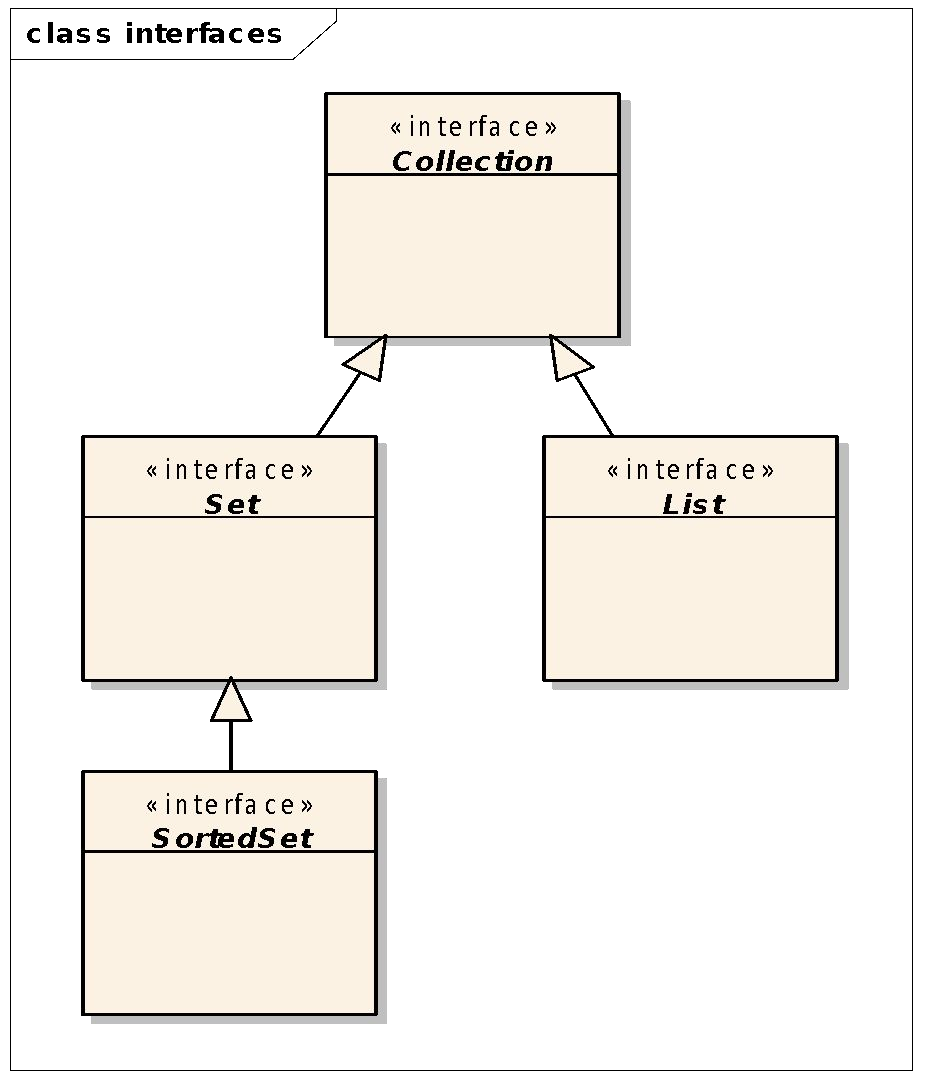 class interfaces
«interface»
Collection
«interface»
Set
«interface»
List
«interface»
SortedSet